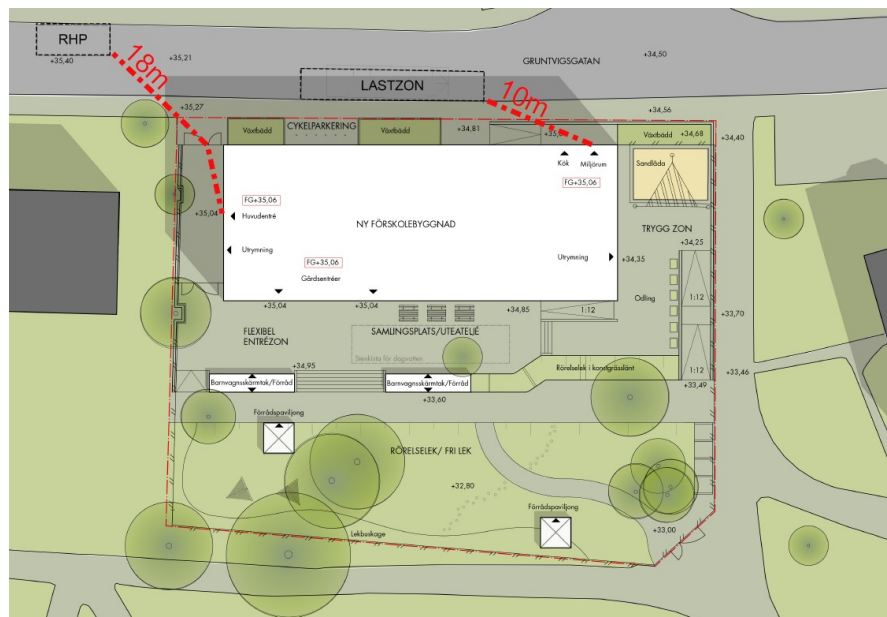 RHP
+35,40
18m
+35,21
LASTZON
10m
GRUNTVIGSGATAN
+34,50
+35,27
Växtbädd
CYKELPARKERING
Växtbädd
+34,81
+34,56
Växtbädd
+34,68
+34,40
Kök
Miljörum
FG+35,06
Sandlåda
FG+35,06
+35,04
Huvudentré
NY FÖRSKOLEBYGGNAD
TRYGG ZON
+34,25
Utrymning
FG+35,06
Gårdsentréer
Utrymning
+34,35
+35,04
+35,04
+34,85
1:12
Odling
1:12
+33,70
FLEXIBEL
ENTRÉZON
SAMLINGSPLATS/UTEATELJÉ
Stenkista för dagvatten
+34,95
Rörelselek i konstgrässlänt
1:12
+33,46
Barnvagnsskärmtak/Förråd
Barnvagnsskärmtak/Förråd
+33,49
+33,60
Förrådspaviljong
RÖRELSELEK/ FRI LEK
+32,80
Förrådspaviljong
Lekbuskage
+33,00